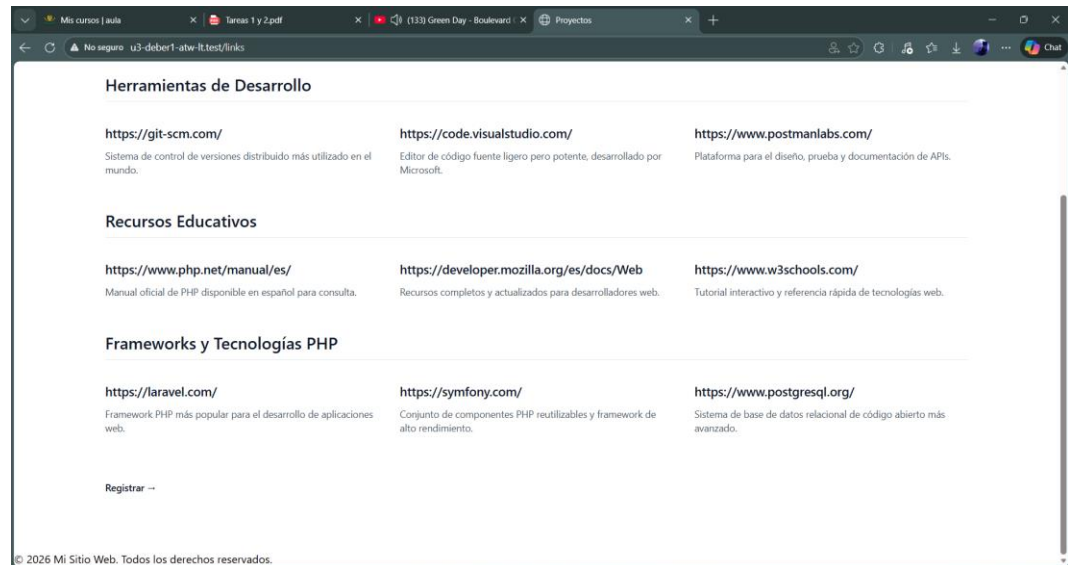 Mis cursos | aula
Tareas 1 y 2.pdf
(133) Green Day - Boulevard
Proyectos
No seguro
u3-deber1-atw-lt.test/links
Chat
Herramientas de Desarrollo
https://git-scm.com/
Sistema de control de versiones distribuido más utilizado en el
mundo.
https://code.visualstudio.com/
Editor de código fuente ligero pero potente, desarrollado por
Microsoft.
https://www.postmanlabs.com/
Plataforma para el diseño, prueba y documentación de APIs.
Recursos Educativos
https://www.php.net/manual/es/
Manual oficial de PHP disponible en español para consulta.
https://developer.mozilla.org/es/docs/Web
Recursos completos y actualizados para desarrolladores web.
https://www.w3schools.com/
Tutorial interactivo y referencia rápida de tecnologías web.
Frameworks y Tecnologías PHP
https://laravel.com/
Framework PHP más popular para el desarrollo de aplicaciones
web.
https://symfony.com/
Conjunto de componentes PHP reutilizables y framework de
alto rendimiento.
https://www.postgresql.org/
Sistema de base de datos relacional de código abierto más
avanzado.
Registrar →
© 2026 Mi Sitio Web. Todos los derechos reservados.